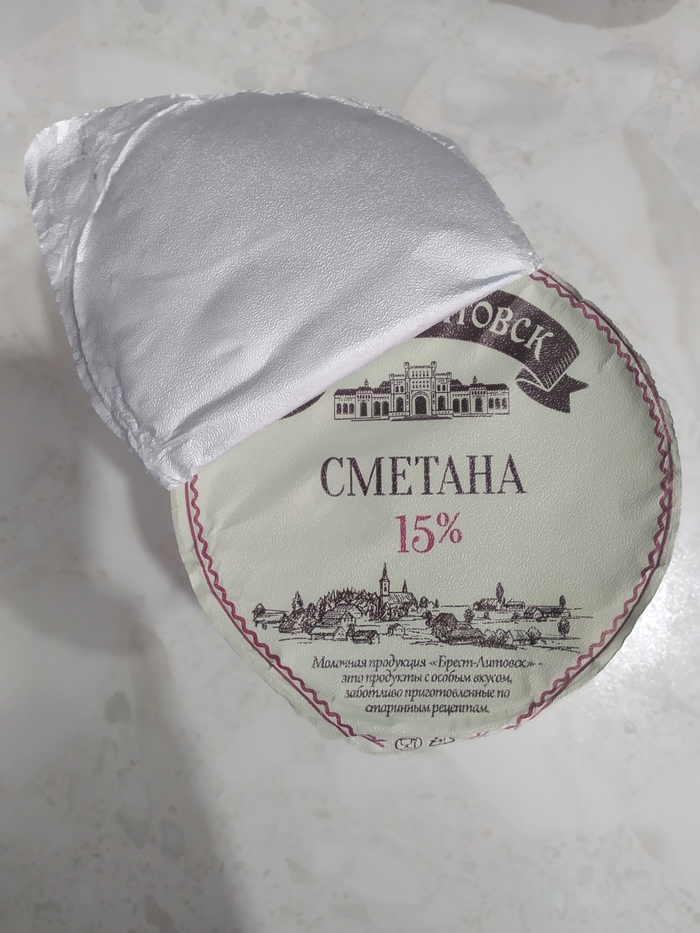 ТОВСК
СМЕТАНА
15%
Молочная продукция «Брест-Литовск» -
это продукты с особым вкусом,
заботливо приготовленные по
старинным рецептам.